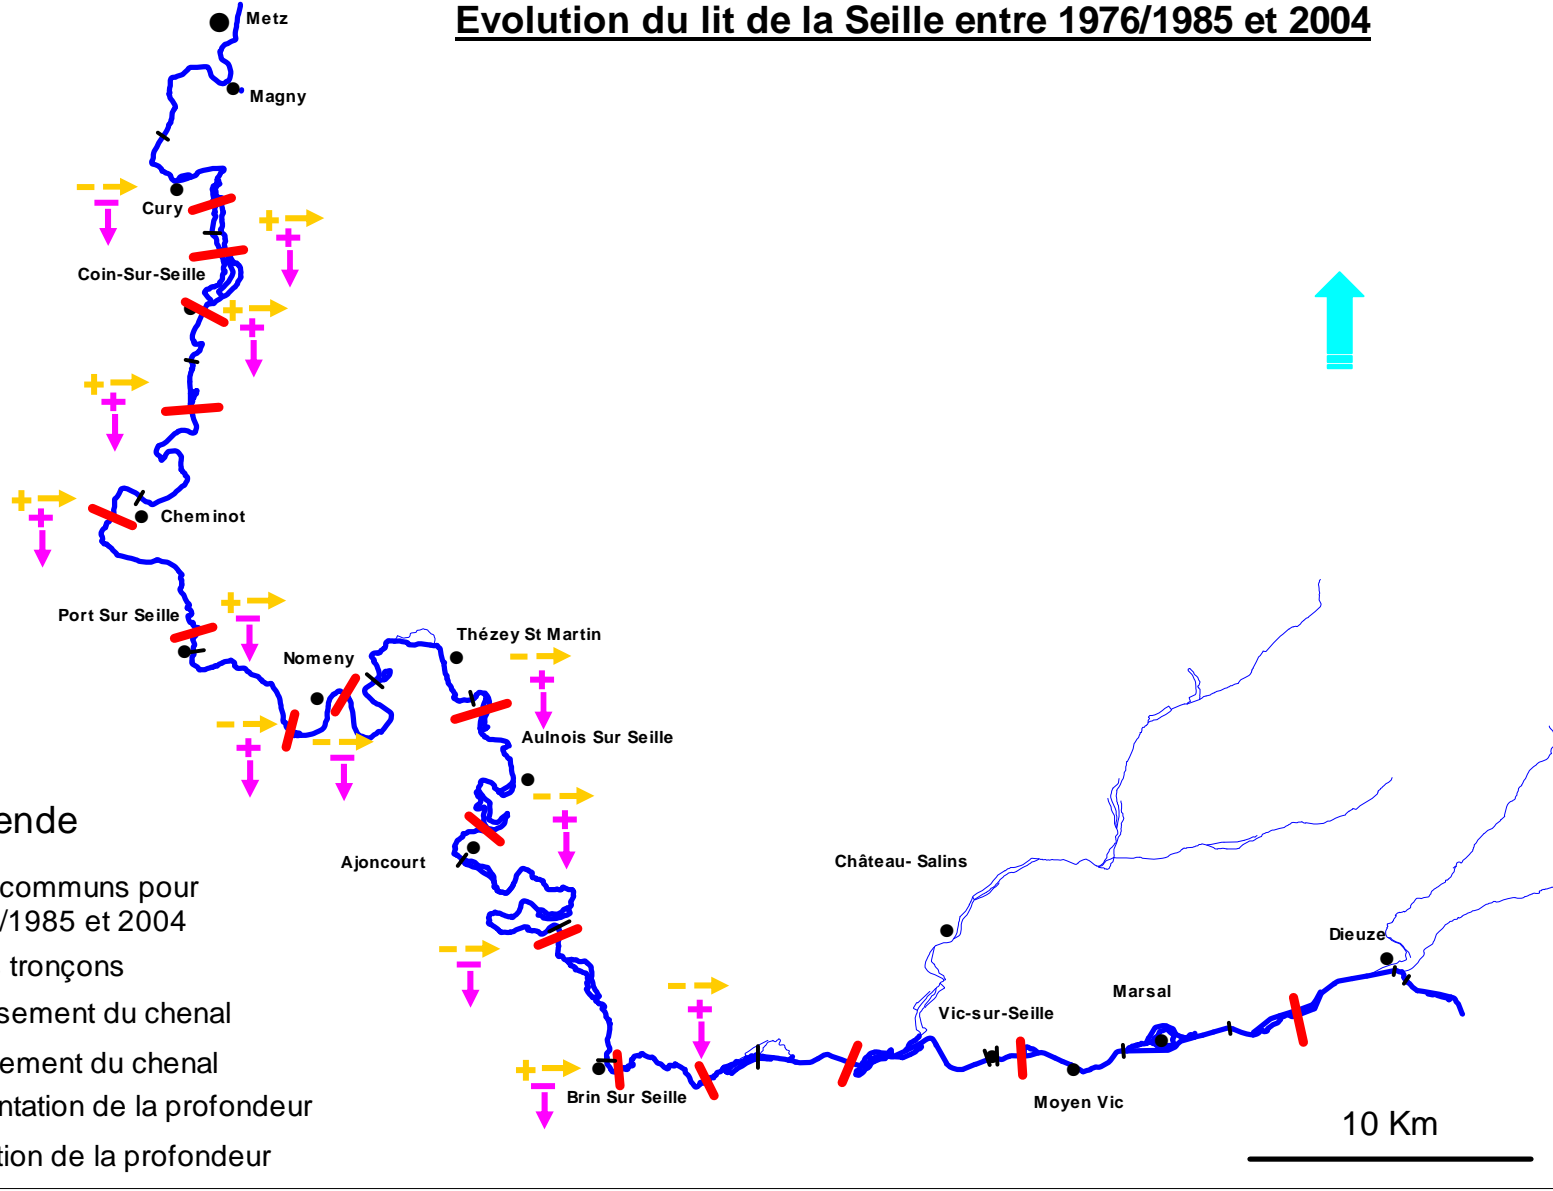 Evolution du lit de la Seille entre 1976/1985 et 2004
Metz
Magny
Cury
Coin-Sur-Seille
Cheminot
Port Sur Seille
Nomeny
Thézey St Martin
Aulnois Sur Seille
Ajoncourt
Château- Salins
Dieuze
Marsal
Vic-sur-Seille
Moyen Vic
Brin Sur Seille
10 Km
ende
communs pour
/1985 et 2004
tronçons
sement du chenal
ement du chenal
ntation de la profondeur
tion de la profondeur